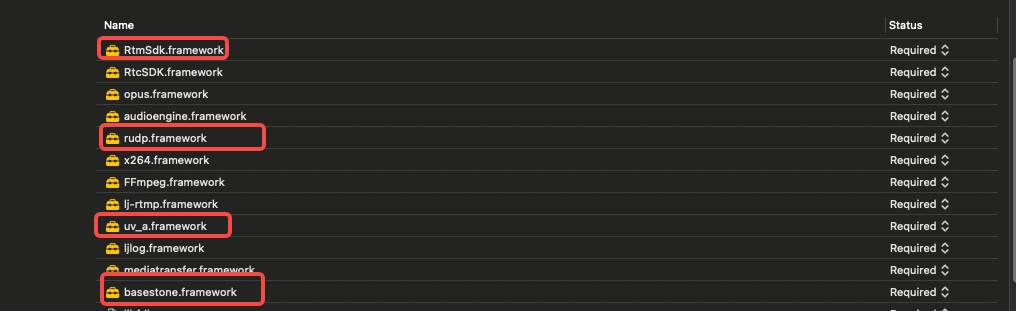 Name Status
RtmSdk.framework Required
RtcSDK.framework Required
opus.framework Required
audioengine.framework Required
rudp.framework Required
x264.framework Required
FFmpeg.framework Required
lj-rtmp.framework Required
uv_a.framework Required
ljlog.framework Required
mediatransfer.framework Required
basestone.framework Required